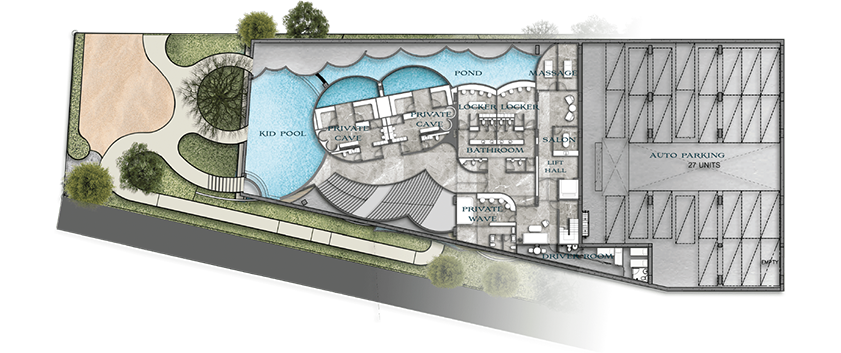 POND
MASSAGE
LOCKER LOCKER
KID POOL
PRIVATE
CAVE
PRIVATE
CAVE
BATHROOM
SALON
LIFT
HALL
AUTO PARKING
27 UNITS
PRIVATE
WAVE
DRIVER ROOM
EMPTY